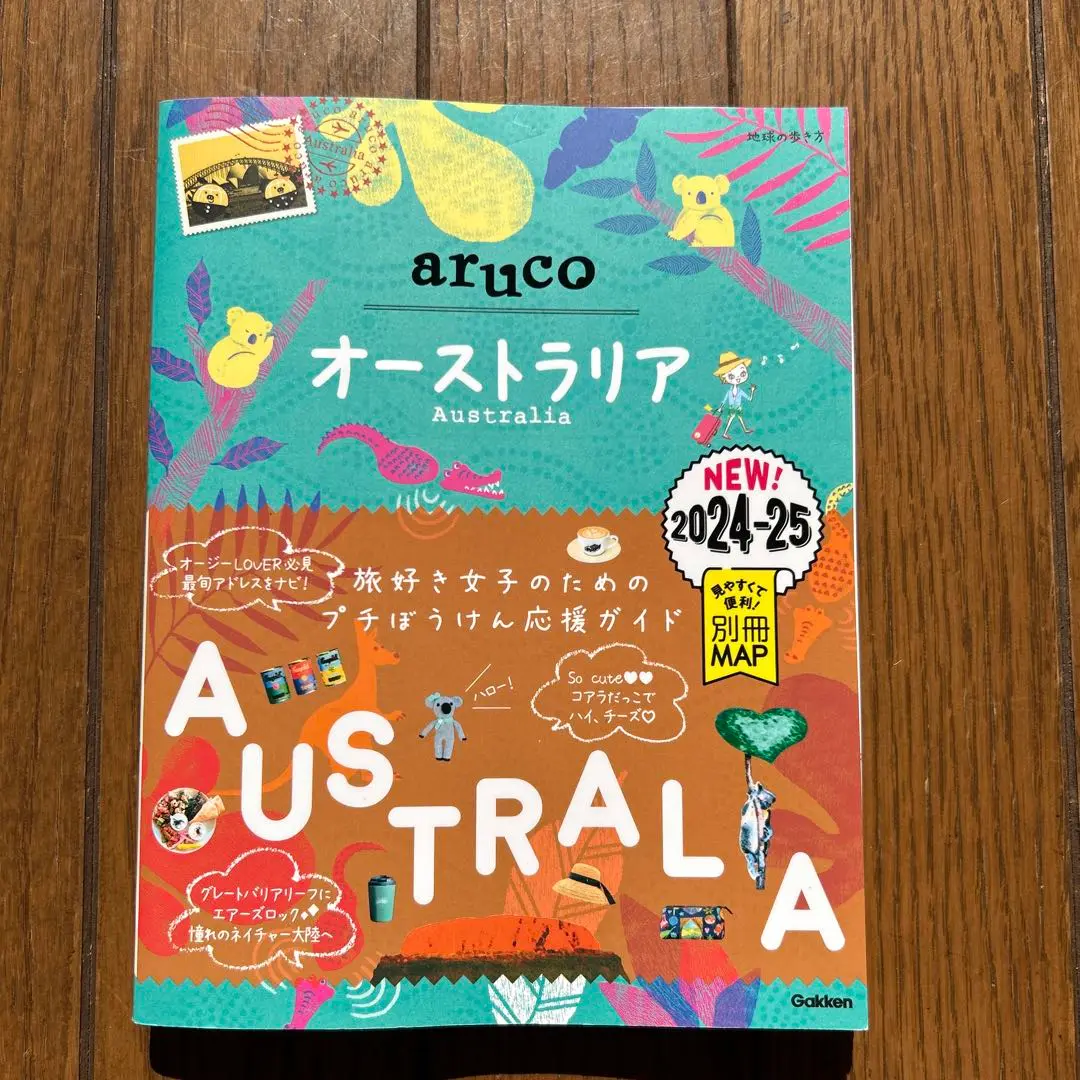 地球の歩き方
Australia
aruco
オーストラリア
Australia
NEW!
2024-25
見やすくて
便利!
別冊
MAP
オージーLOVER必見
最旬アドレスをナビ!
旅好き女子のための
プチぼうけん応援ガイド
ハロー!
So cute♥♥
コアラだっこで
ハイ、チーズ♡
AUSTRALIA
グレートバリアリーフに
エアーズロック
憧れのネイチャー大陸へ
Gakken